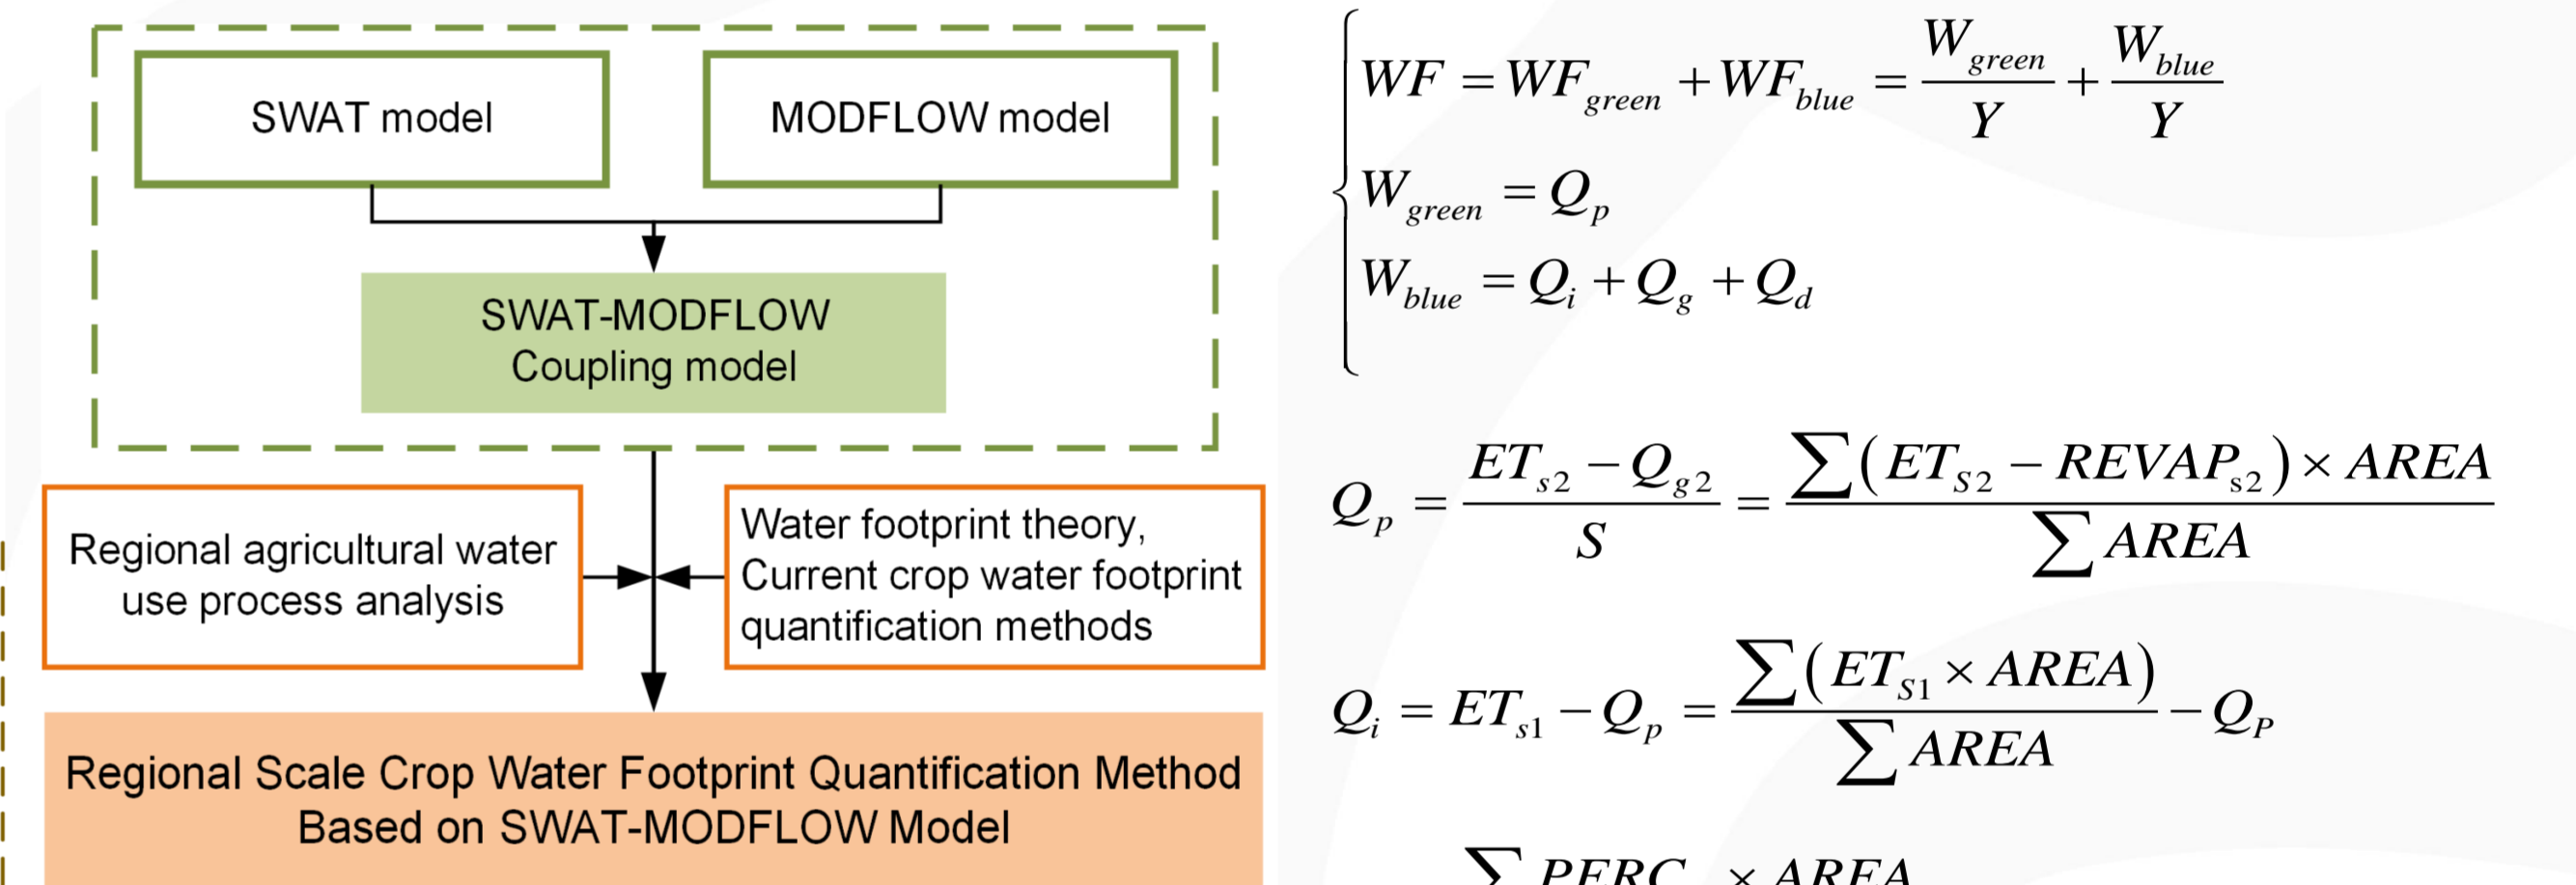 SWAT model
MODFLOW model
SWAT-MODFLOW
Coupling model
Regional agricultural water
use process analysis
Water footprint theory,
Current crop water footprint
quantification methods
Regional Scale Crop Water Footprint Quantification Method
Based on SWAT-MODFLOW Model
WF = WF_green + WF_blue = W_green / Y + W_blue / Y
W_green = Q_p
W_blue = Q_i + Q_g + Q_d
Q_p = (ET_s2 − Q_g2) / S = ∑(ET_S2 − REVAP_s2) × AREA / ∑ AREA
Q_i = ET_s1 − Q_p = ∑(ET_S1 × AREA) / ∑ AREA − Q_P
∑ PERC × AREA